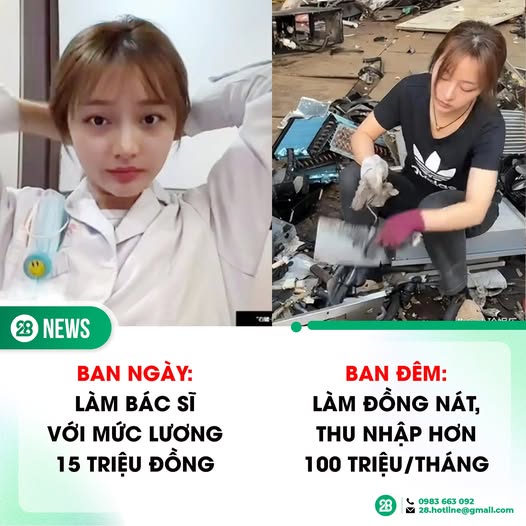 28 NEWS
BAN NGÀY:
LÀM BÁC SĨ
VỚI MỨC LƯƠNG
15 TRIỆU ĐỒNG
BAN ĐÊM:
LÀM ĐỒNG NÁT,
THU NHẬP HƠN
100 TRIỆU/THÁNG
28
0983 663 092
28.hotline@gmail.com